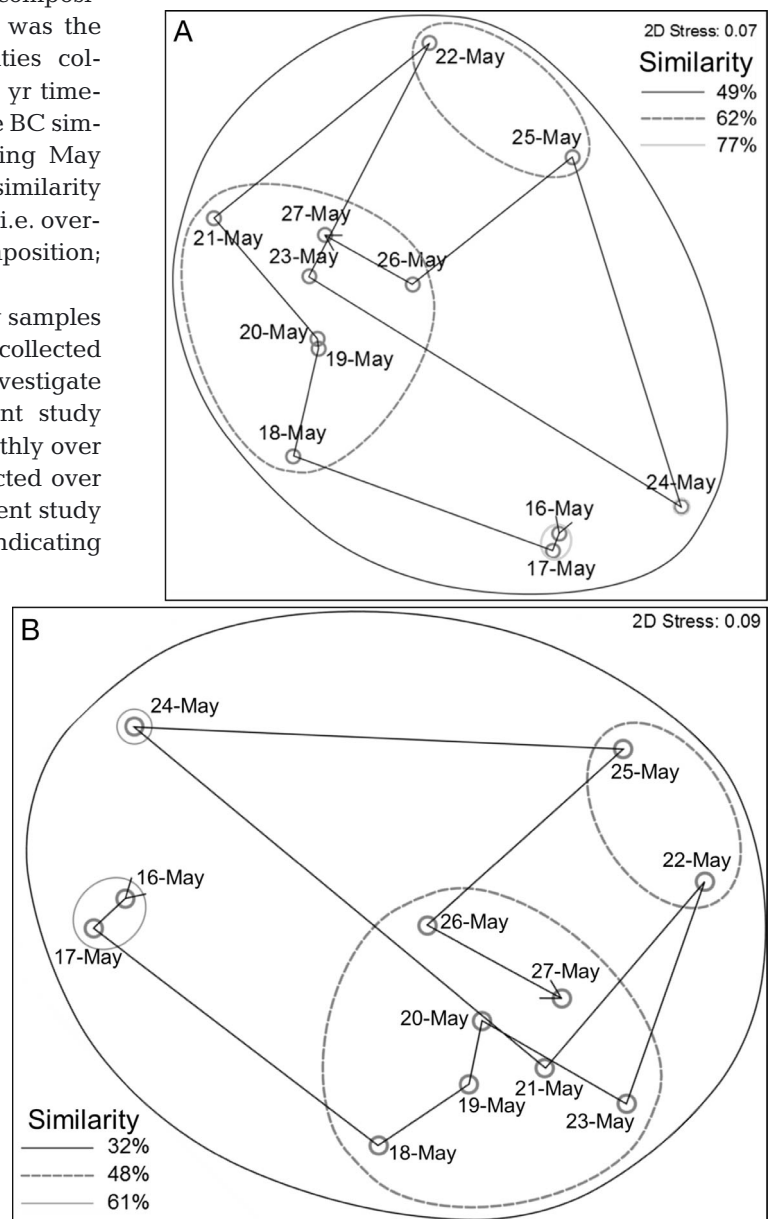 composi-
was the
ties col-
yr time-
e BC sim-
ing May
similarity
i.e. over-
position;
samples
collected
vestigate
nt study
thly over
cted over
ent study
ndicating
A
2D Stress: 0.07
Similarity
49%
62%
77%
22-May
25-May
27-May
21-May
23-May
26-May
20-May
19-May
18-May
24-May
16-May
17-May
B
2D Stress: 0.09
24-May
25-May
22-May
16-May
26-May
17-May
27-May
20-May
21-May
19-May
23-May
18-May
Similarity
32%
48%
61%